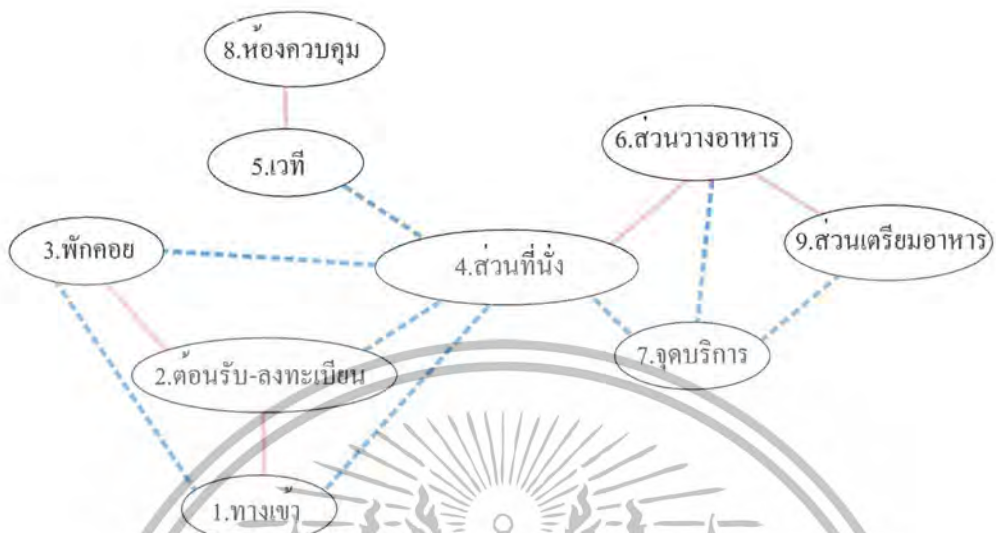 8.ห้องควบคุม
6.ส่วนวางอาหาร
5.เวที
3.พักคอย
9.ส่วนเตรียมอาหาร
4.ส่วนที่นั่ง
7.จุดบริการ
2.ต้อนรับ-ลงทะเบียน
1.ทางเข้า